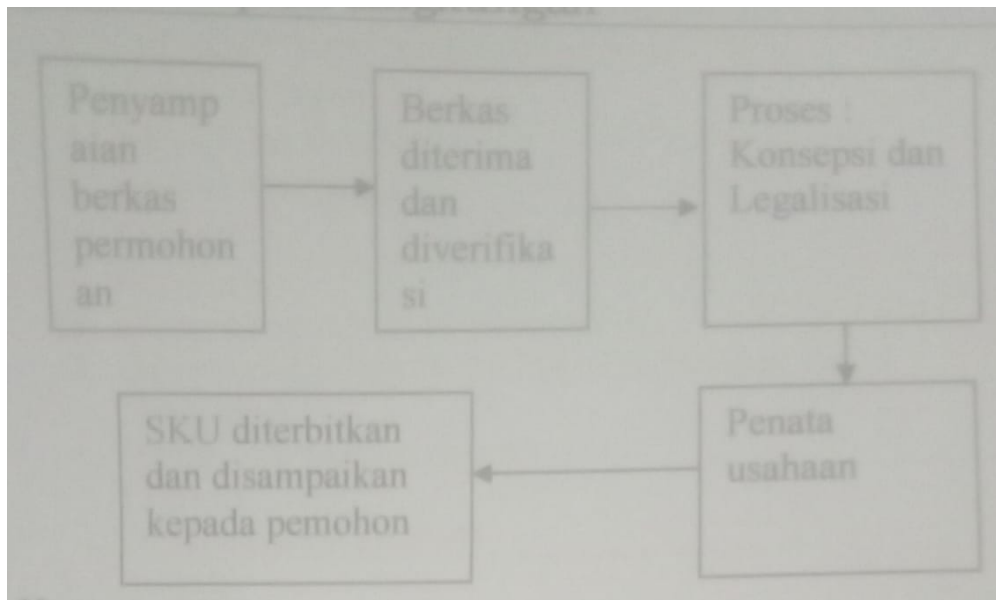 Penyamp
aian
berkas
permohon
an
Berkas
diterima
dan
diverifika
si
Proses :
Konsepsi dan
Legalisasi
Penata
usahaan
SKU diterbitkan
dan disampaikan
kepada pemohon